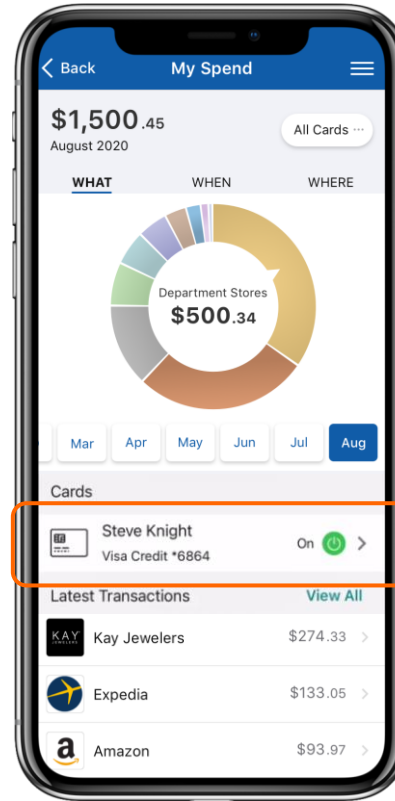 Back My Spend
$1,500.45
August 2020
All Cards ...
WHAT WHEN WHERE
Department Stores
$500.34
Mar Apr May Jun Jul Aug
Cards
Steve Knight
Visa Credit *6864
On
Latest Transactions View All
KAY
JEWELERS
Kay Jewelers $274.33
Expedia $133.05
a Amazon $93.97